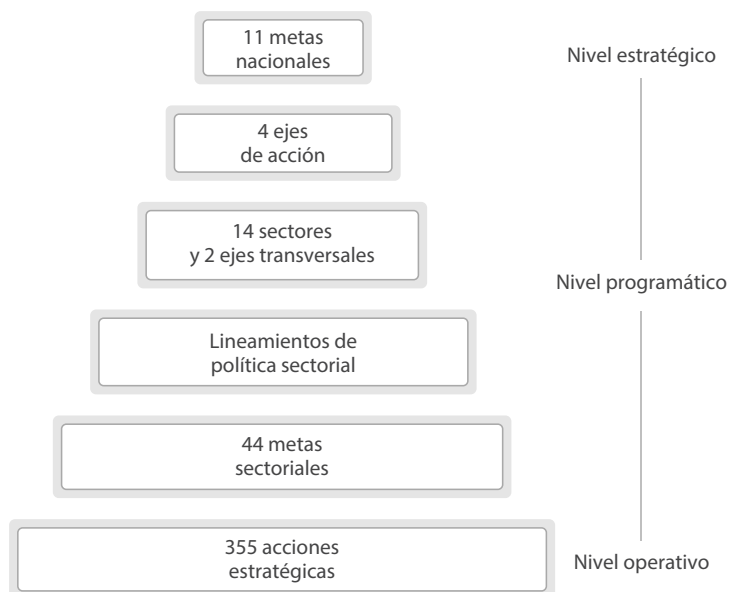 11 metas
nacionales
Nivel estratégico
4 ejes
de acción
14 sectores
y 2 ejes transversales
Nivel programático
Lineamientos de
política sectorial
44 metas
sectoriales
355 acciones
estratégicas
Nivel operativo